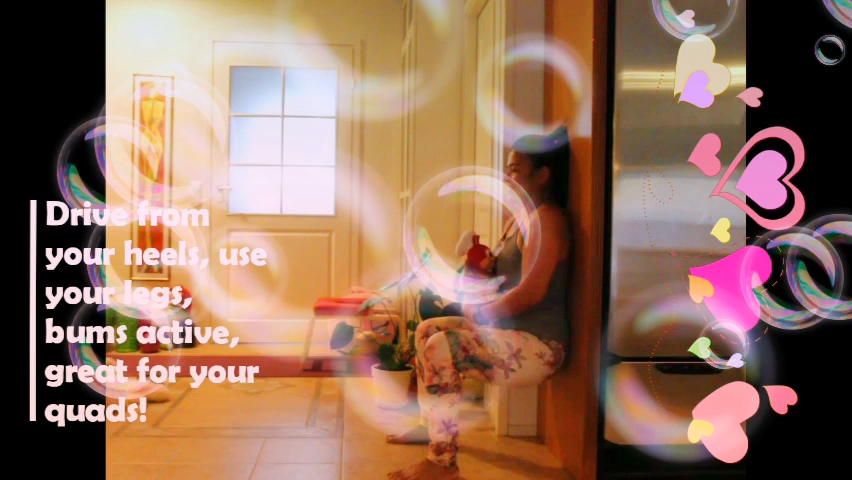 Drive from
your heels, use
your legs,
bums active,
great for your
quads!